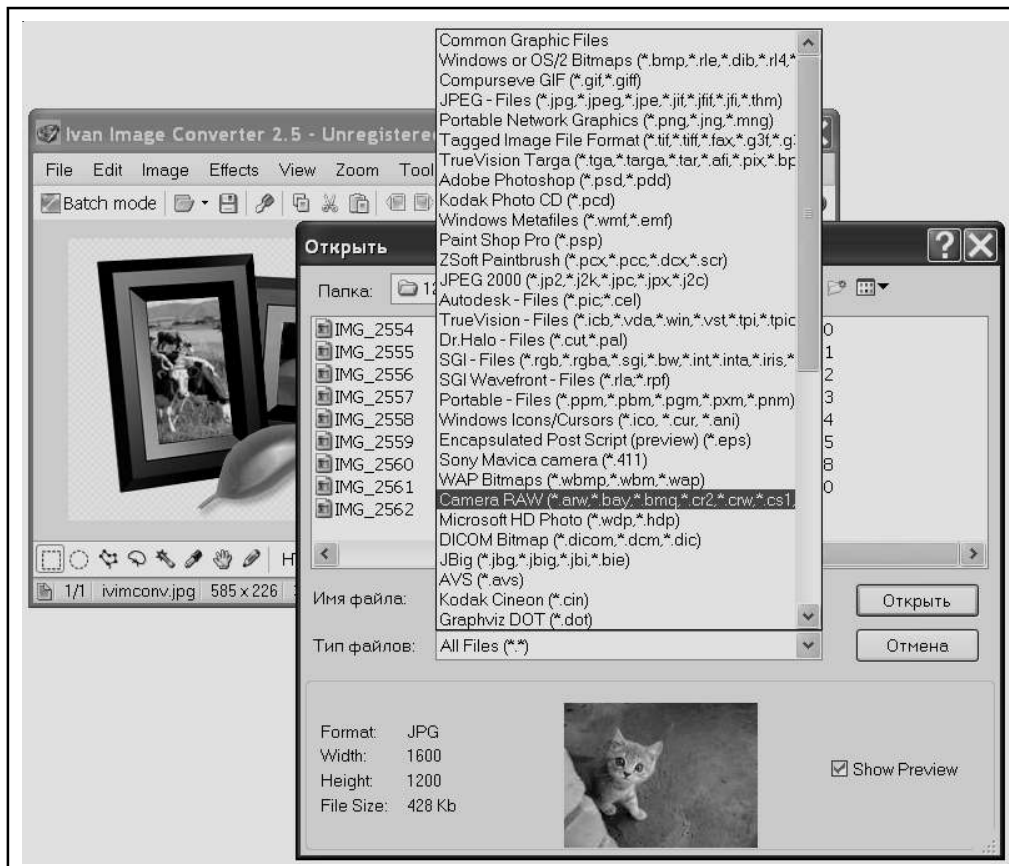 Ivan Image Converter 2.5 - Unregistered
File Edit Image Effects View Zoom Tool
Batch mode
Открыть
Папка:
IMG_2554
IMG_2555
IMG_2556
IMG_2557
IMG_2558
IMG_2559
IMG_2560
IMG_2561
IMG_2562
0
1
2
3
4
5
8
0
Common Graphic Files
Windows or OS/2 Bitmaps (*.bmp,*.rle,*.dib,*.rl4,*
Compurseve GIF (*.gif,*.giff)
JPEG - Files (*.jpg,*.jpeg,*.jpe,*.jif,*.jfif,*.jfi,*.thm)
Portable Network Graphics (*.png,*.jng,*.mng)
Tagged Image File Format (*.tif,*.tiff,*.fax,*.g3f,*.g
TrueVision Targa (*.tga,*.targa,*.tar,*.afi,*.pix,*.bp
Adobe Photoshop (*.psd,*.pdd)
Kodak Photo CD (*.pcd)
Windows Metafiles (*.wmf,*.emf)
Paint Shop Pro (*.psp)
ZSoft Paintbrush (*.pcx,*.pcc,*.dcx,*.scr)
JPEG 2000 (*.jp2,*.j2k,*.jpc,*.jpx,*.j2c)
Autodesk - Files (*.pic;*.cel)
TrueVision - Files (*.icb,*.vda,*.win,*.vst,*.tpi,*.tpic
Dr.Halo - Files (*.cut,*.pal)
SGI - Files (*.rgb,*.rgba,*.sgi,*.bw,*.int,*.inta,*.iris,*
SGI Wavefront - Files (*.rla;*.rpf)
Portable - Files (*.ppm,*.pbm,*.pgm,*.pxm,*.pnm)
Windows Icons/Cursors (*.ico, *.cur, *.ani)
Encapsulated Post Script (preview) (*.eps)
Sony Mavica camera (*.411)
WAP Bitmaps (*.wbmp,*.wbm,*.wap)
Camera RAW (*.arw,*.bay,*.bmq,*.cr2,*.crw,*.cs1,
Microsoft HD Photo (*.wdp,*.hdp)
DICOM Bitmap (*.dicom,*.dcm,*.dic)
JBig (*.jbg,*.jbig,*.jbi,*.bie)
AVS (*.avs)
Kodak Cineon (*.cin)
Graphviz DOT (*.dot)
1/1 ivimconv.jpg 585 x 226
Имя файла:
Открыть
Тип файлов:
All Files (*.*)
Отмена
Format: JPG
Width: 1600
Height: 1200
File Size: 428 Kb
Show Preview